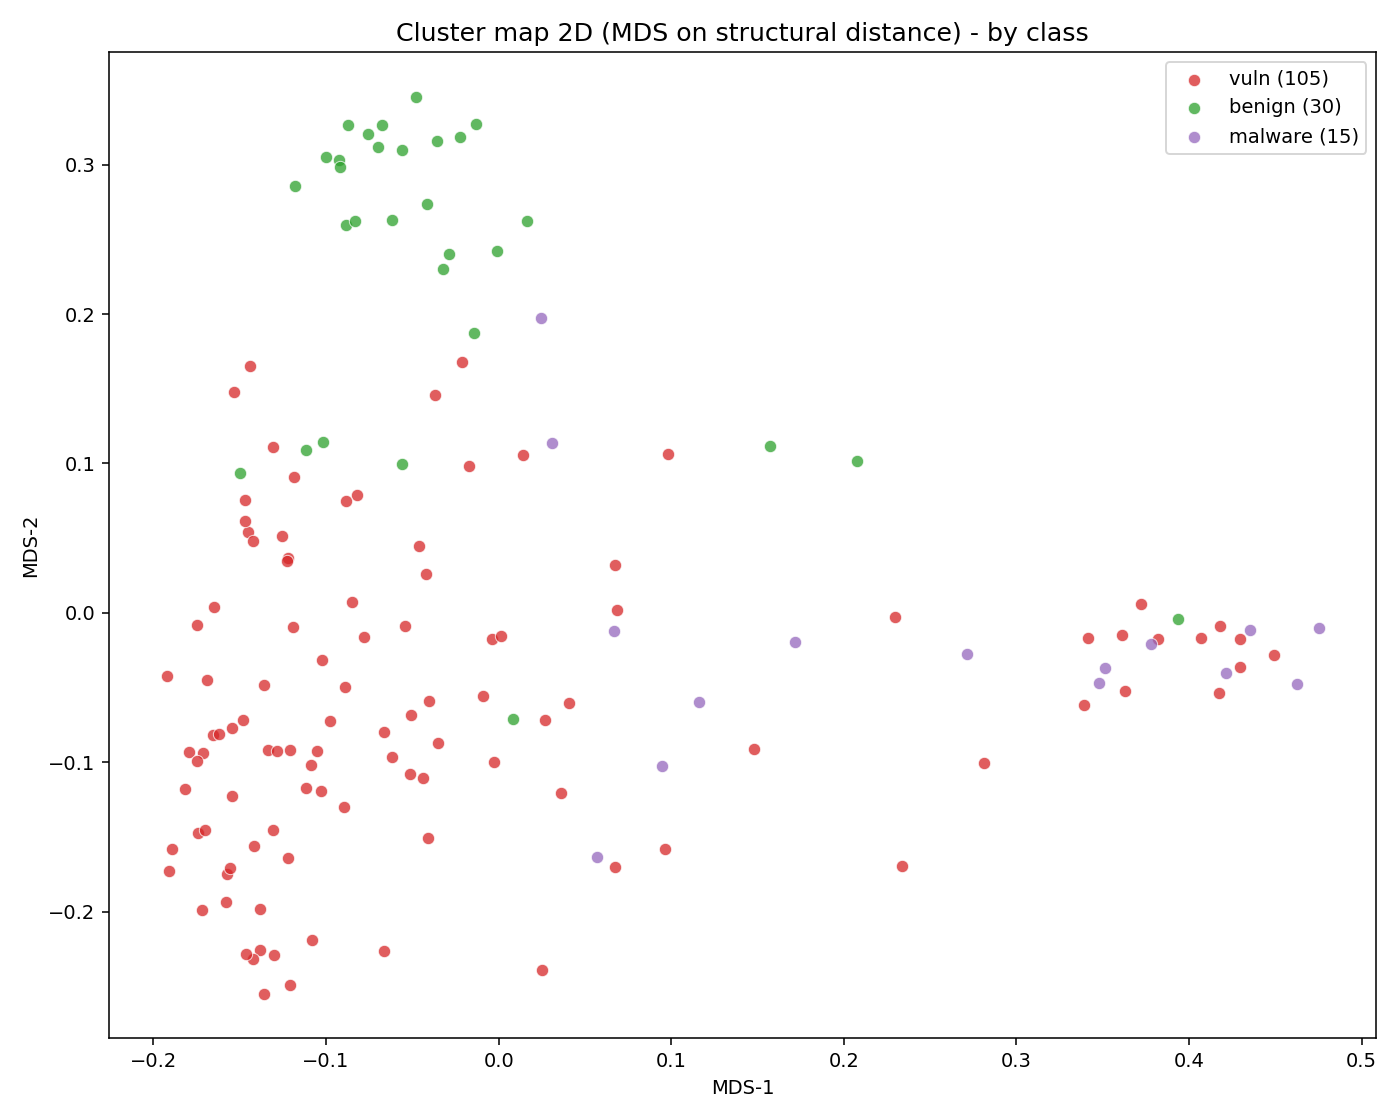 Cluster map 2D (MDS on structural distance) - by class
vuln (105)
benign (30)
malware (15)
MDS-2
0.3
0.2
0.1
0.0
−0.1
−0.2
−0.2
−0.1
0.0
0.1
0.2
0.3
0.4
0.5
MDS-1